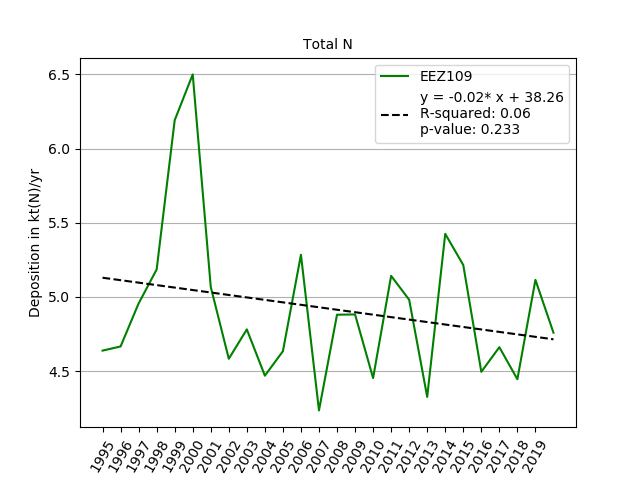 Total N
EEZ109
y = -0.02* x + 38.26
R-squared: 0.06
p-value: 0.233
Deposition in kt(N)/yr
6.5
6.0
5.5
5.0
4.5
1995 1996 1997 1998 1999 2000 2001 2002 2003 2004 2005 2006 2007 2008 2009 2010 2011 2012 2013 2014 2015 2016 2017 2018 2019